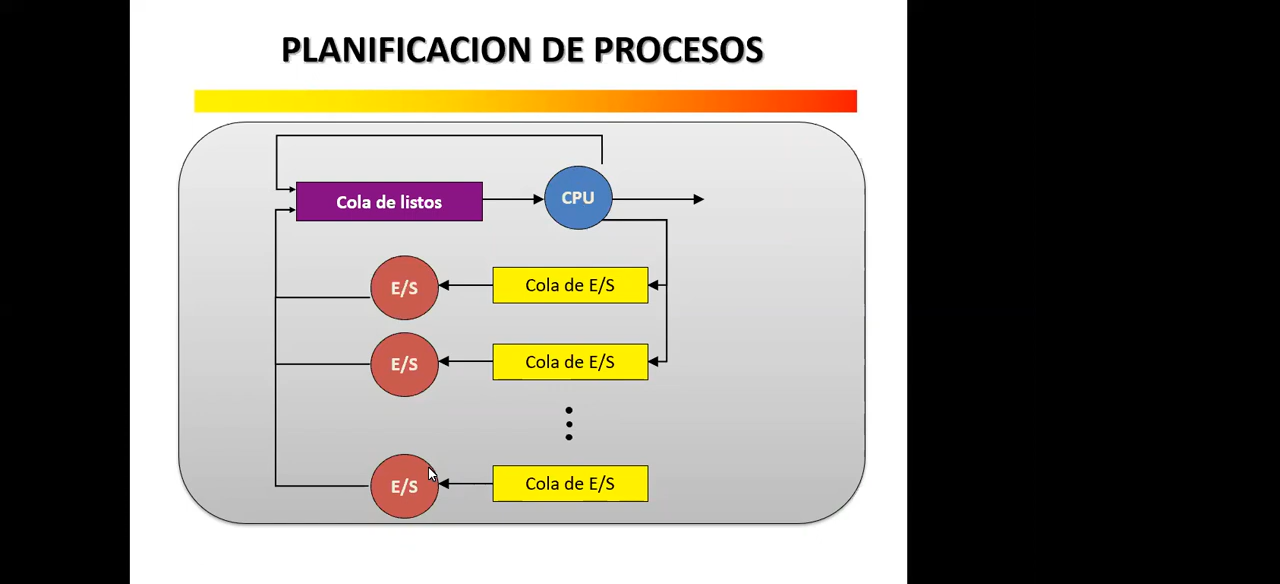 PLANIFICACION DE PROCESOS
Cola de listos
CPU
E/S
Cola de E/S
E/S
Cola de E/S
E/S
Cola de E/S